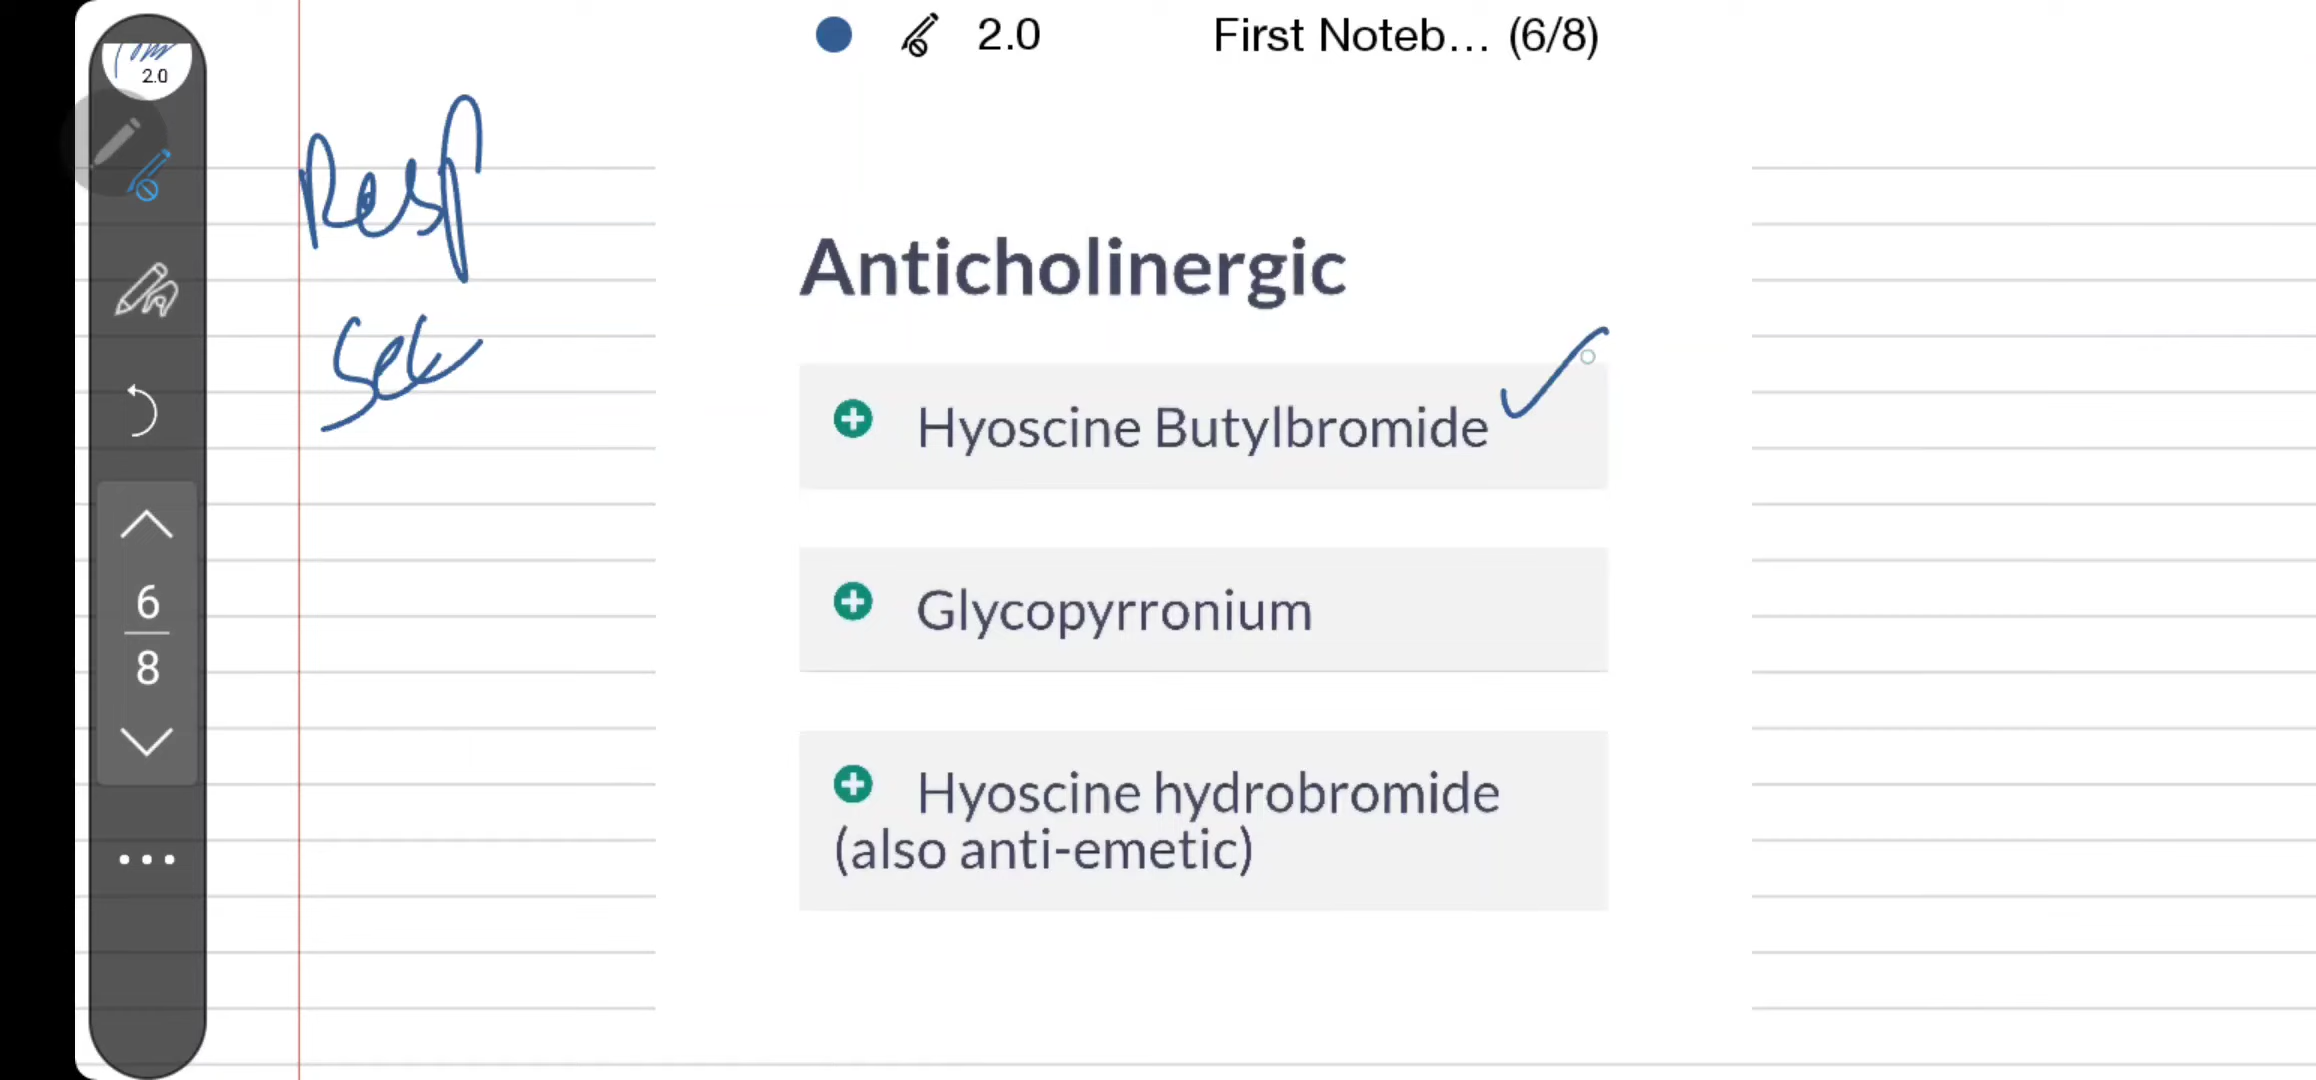 2.0 First Noteb... (6/8)
2.0
Resp
Sec
Anticholinergic
Hyoscine Butylbromide
Glycopyrronium
Hyoscine hydrobromide
(also anti-emetic)
6
8